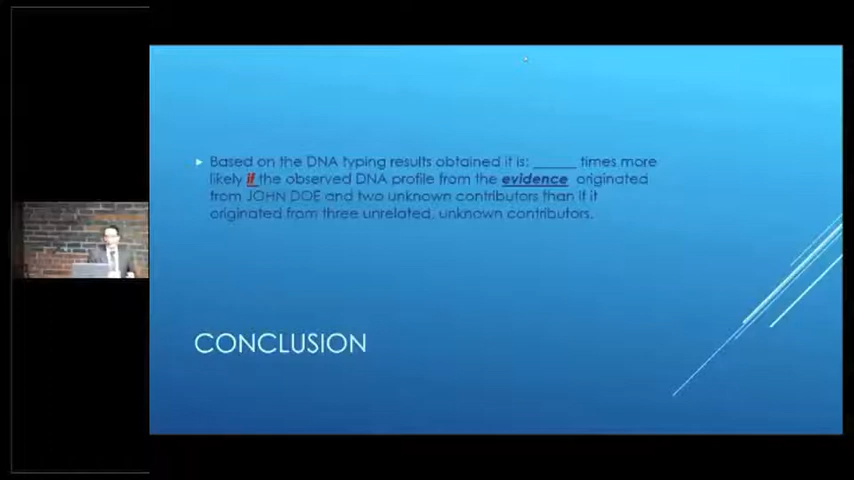 Based on the DNA typing results obtained it is: ______ times more
likely if the observed DNA profile from the evidence originated
from JOHN DOE and two unknown contributors than if it
originated from three unrelated, unknown contributors.
CONCLUSION